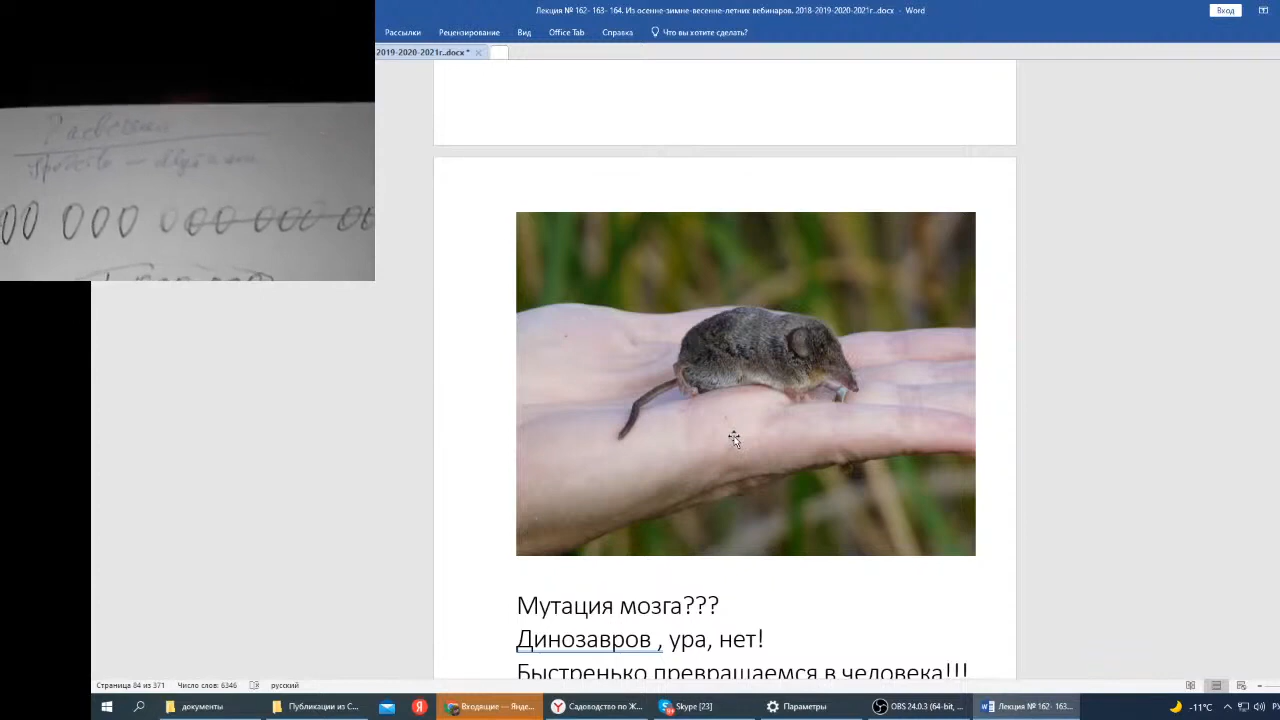 Лекция № 162- 163- 164. Из осенне-зимне-весенне-летних вебинаров. 2018-2019-2020-2021г...docx - Word
Вход
Рассылки Рецензирование Вид Office Tab Справка Что вы хотите сделать?
2019-2020-2021г...docx *
00 000 000 000 00
Мутация мозга???
Динозавров , ура, нет!
Быстренько превращаемся в человека!!!
Страница 84 из 371 Число слов: 6346 русский
документы
Публикации из С...
Входящие — Янде...
Садоводство по Ж...
Skype [23]
Параметры
OBS 24.0.3 (64-bit, ...
Лекция № 162- 163...